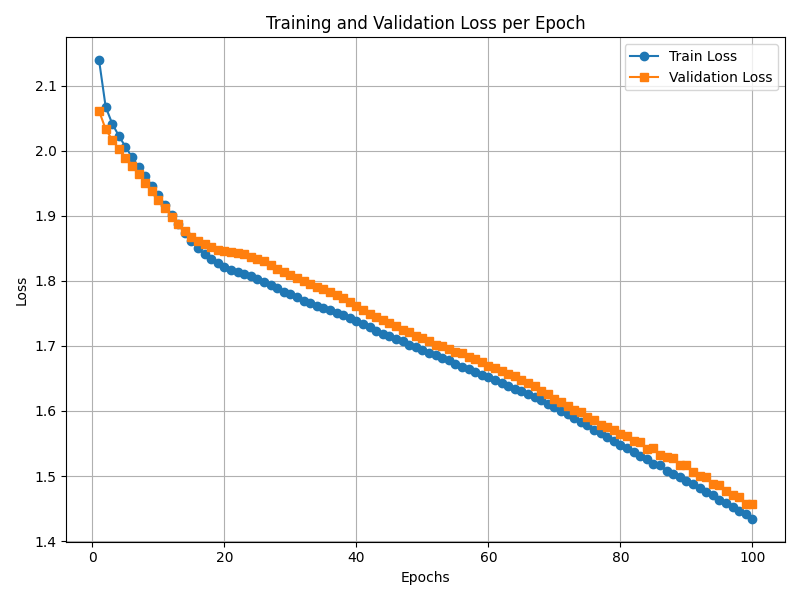 Training and Validation Loss per Epoch
Train Loss
Validation Loss
2.1
2.0
1.9
1.8
1.7
1.6
1.5
1.4
Loss
0 20 40 60 80 100
Epochs